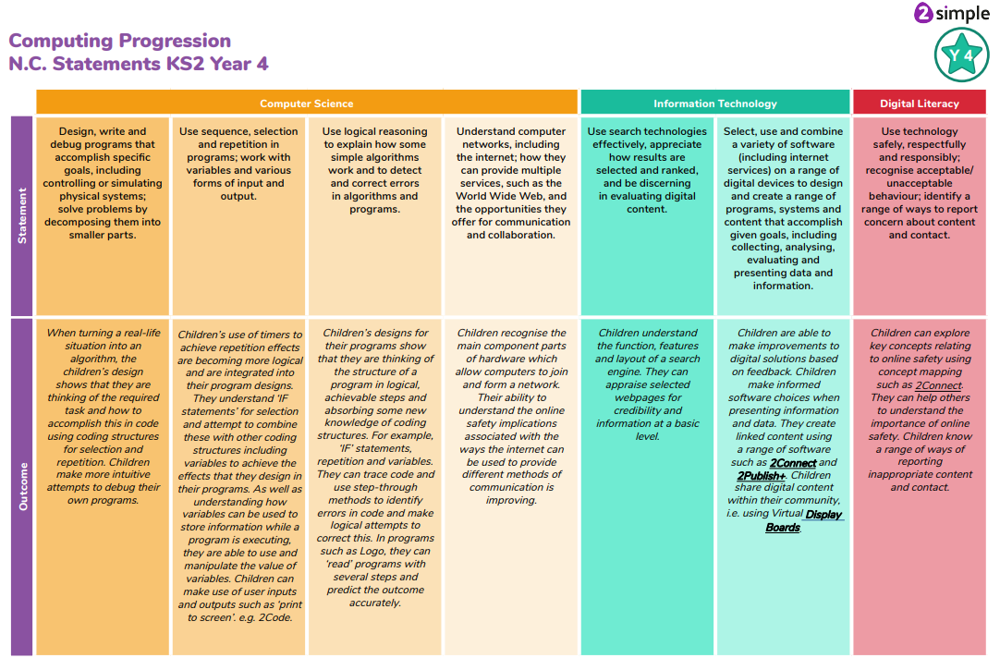 2simple
Computing Progression
N.C. Statements KS2 Year 4
Y 4
Computer Science
Information Technology
Digital Literacy
Statement
Design, write and
debug programs that
accomplish specific
goals, including
controlling or simulating
physical systems;
solve problems by
decomposing them into
smaller parts.
Use sequence, selection
and repetition in
programs; work with
variables and various
forms of input and
output.
Use logical reasoning
to explain how some
simple algorithms
work and to detect
and correct errors
in algorithms and
programs.
Understand computer
networks, including
the internet; how they
can provide multiple
services, such as the
World Wide Web, and
the opportunities they
offer for communication
and collaboration.
Use search technologies
effectively, appreciate
how results are
selected and ranked,
and be discerning
in evaluating digital
content.
Select, use and combine
a variety of software
(including internet
services) on a range of
digital devices to design
and create a range of
programs, systems and
content that accomplish
given goals, including
collecting, analysing,
evaluating and
presenting data and
information.
Use technology
safely, respectfully
and responsibly;
recognise acceptable/
unacceptable
behaviour; identify a
range of ways to report
concern about content
and contact.
Outcome
When turning a real-life
situation into an
algorithm, the
children's design
shows that they are
thinking of the required
task and how to
accomplish this in code
using coding structures
for selection and
repetition. Children
make more intuitive
attempts to debug their
own programs.
Children's use of timers to
achieve repetition effects
are becoming more logical
and are integrated into
their program designs.
They understand 'IF
statements' for selection
and attempt to combine
these with other coding
structures including
variables to achieve the
effects that they design in
their programs. As well as
understanding how
variables can be used to
store information while a
program is executing,
they are able to use and
manipulate the value of
variables. Children can
make use of user inputs
and outputs such as 'print
to screen'. e.g. 2Code.
Children's designs for
their programs show
that they are thinking of
the structure of a
program in logical,
achievable steps and
absorbing some new
knowledge of coding
structures. For example,
'IF' statements,
repetition and variables.
They can trace code and
use step-through
methods to identify
errors in code and make
logical attempts to
correct this. In programs
such as Logo, they can
'read' programs with
several steps and
predict the outcome
accurately.
Children recognise the
main component parts
of hardware which
allow computers to join
and form a network.
Their ability to
understand the online
safety implications
associated with the
ways the internet can
be used to provide
different methods of
communication is
improving.
Children understand
the function, features
and layout of a search
engine. They can
appraise selected
webpages for
credibility and
information at a basic
level.
Children are able to
make improvements to
digital solutions based
on feedback. Children
make informed
software choices when
presenting information
and data. They create
linked content using
a range of software
such as 2Connect and
2Publish+. Children
share digital content
within their community,
i.e. using Virtual Display
Boards.
Children can explore
key concepts relating
to online safety using
concept mapping
such as 2Connect.
They can help others
to understand the
importance of online
safety. Children know
a range of ways of
reporting
inappropriate content
and contact.